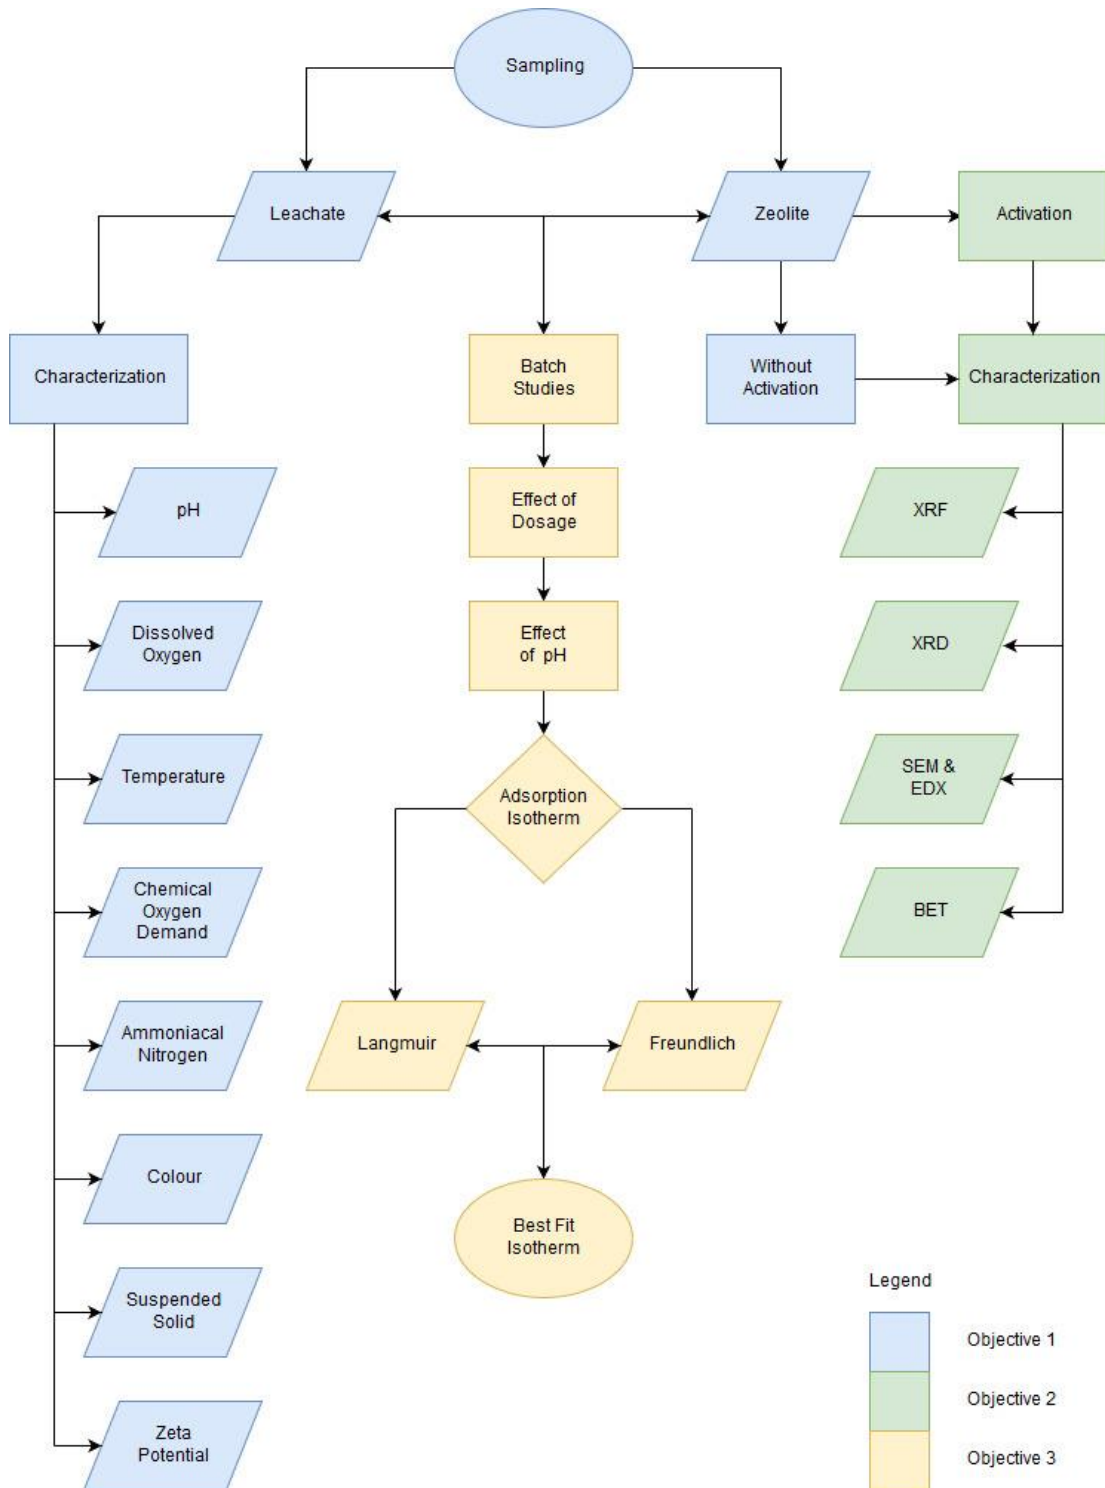 Sampling
Leachate
Zeolite
Activation
Characterization
Batch
Studies
Without
Activation
Characterization
pH
Effect of
Dosage
XRF
Dissolved
Oxygen
Effect
of pH
XRD
Temperature
Adsorption
Isotherm
SEM &
EDX
Chemical
Oxygen
Demand
BET
Ammoniacal
Nitrogen
Langmuir
Freundlich
Colour
Best Fit
Isotherm
Suspended
Solid
Zeta
Potential
Legend
Objective 1
Objective 2
Objective 3